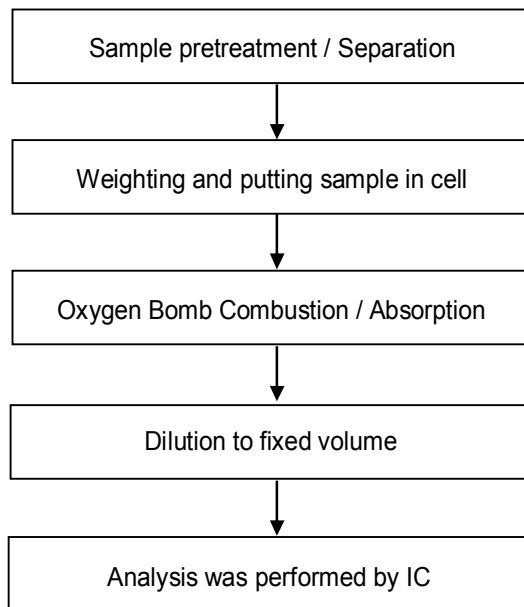 Sample pretreatment / Separation
Weighting and putting sample in cell
Oxygen Bomb Combustion / Absorption
Dilution to fixed volume
Analysis was performed by IC